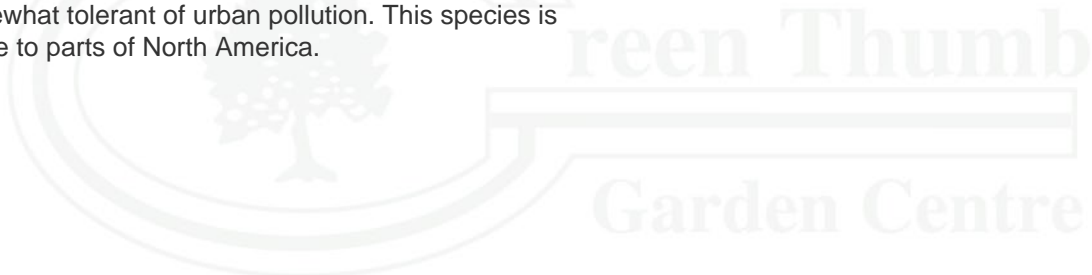 ewhat tolerant of urban pollution. This species is
e to parts of North America.
reen Thumb
Garden Centre